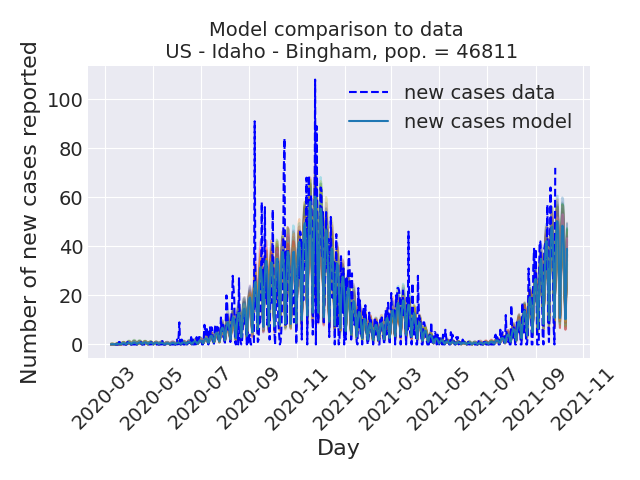 Model comparison to data
US - Idaho - Bingham, pop. = 46811
Number of new cases reported
100
80
60
40
20
0
new cases data
new cases model
2020-03
2020-05
2020-07
2020-09
2020-11
2021-01
2021-03
2021-05
2021-07
2021-09
2021-11
Day